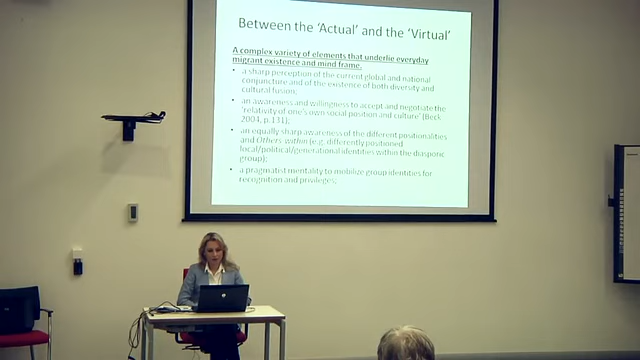 Between the 'Actual' and the 'Virtual'
A complex variety of elements that underlie everyday
migrant existence and mind frame.
• a sharp perception of the current global and national
conjuncture and of the existence of both diversity and
cultural fusion;
• an awareness and willingness to accept and negotiate the
'relativity of one's own social position and culture' (Beck
2004, p.131);
• an equally sharp awareness of the different positionalities
and Others within (e.g. differently positioned
local/political/generational identities within the diasporic
group);
• a pragmatist mentality to mobilize group identities for
recognition and privileges;